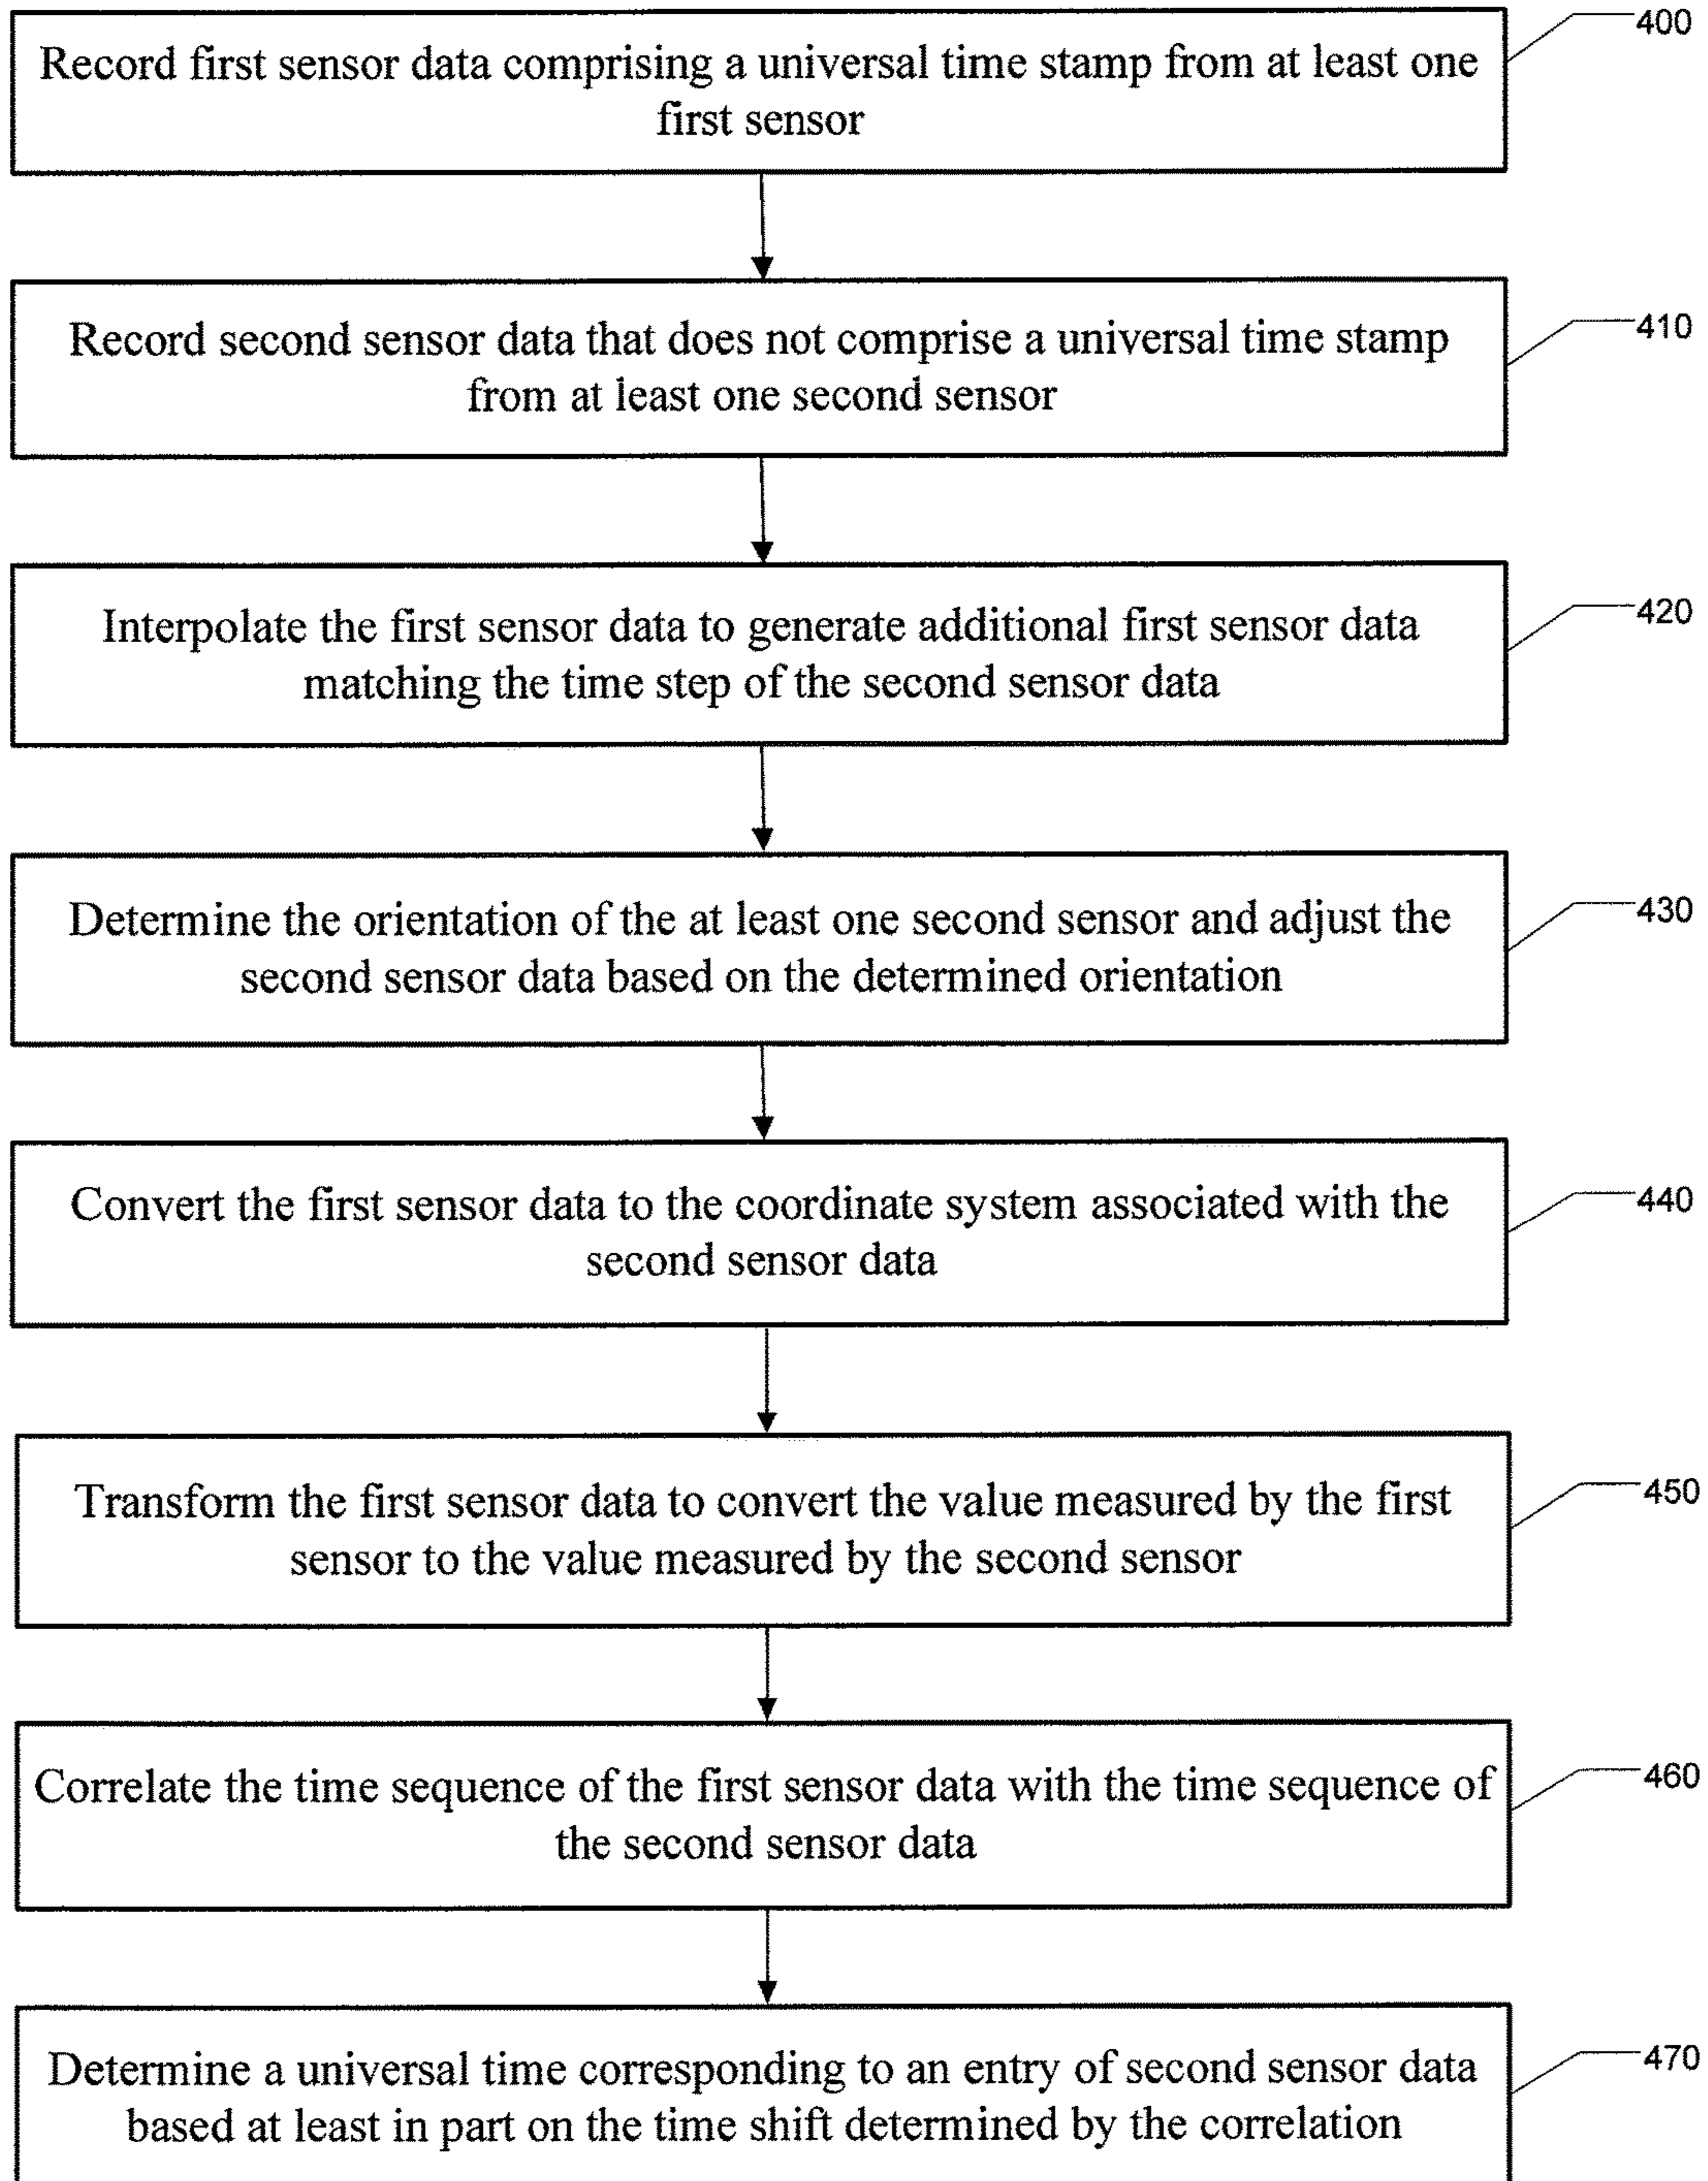 400
Record first sensor data comprising a universal time stamp from at least one
first sensor
410
Record second sensor data that does not comprise a universal time stamp
from at least one second sensor
420
Interpolate the first sensor data to generate additional first sensor data
matching the time step of the second sensor data
430
Determine the orientation of the at least one second sensor and adjust the
second sensor data based on the determined orientation
440
Convert the first sensor data to the coordinate system associated with the
second sensor data
450
Transform the first sensor data to convert the value measured by the first
sensor to the value measured by the second sensor
460
Correlate the time sequence of the first sensor data with the time sequence of
the second sensor data
470
Determine a universal time corresponding to an entry of second sensor data
based at least in part on the time shift determined by the correlation